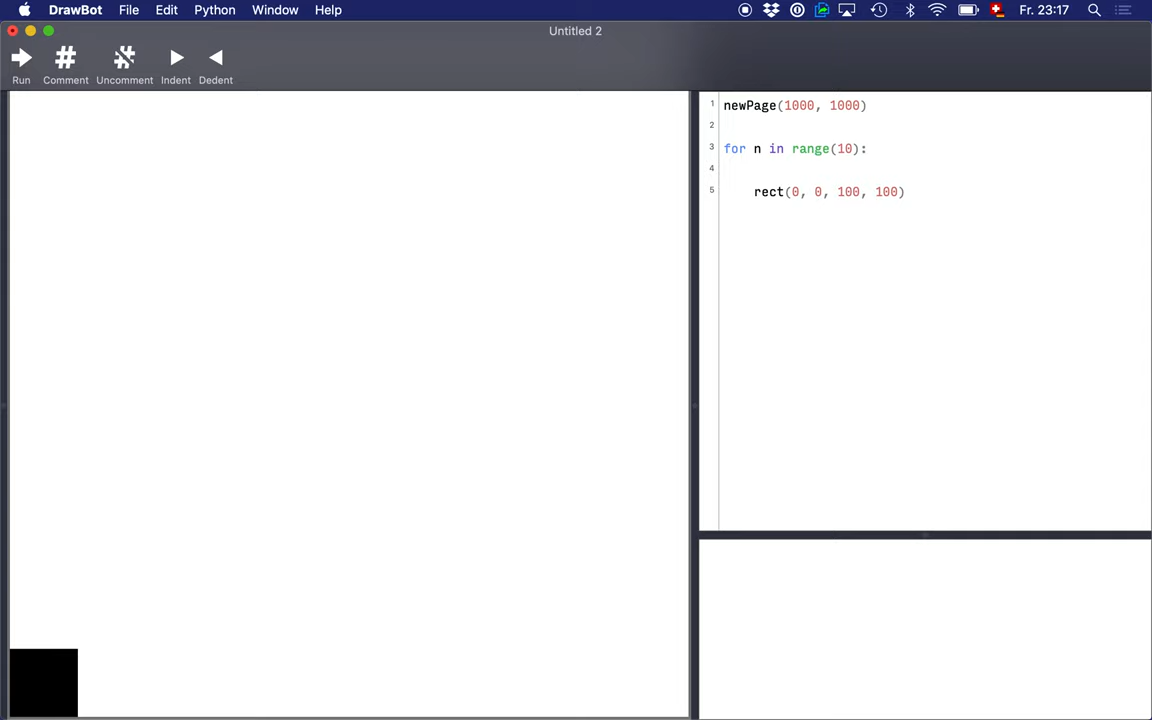 DrawBot File Edit Python Window Help Fr. 23:17
Untitled 2
Run Comment Uncomment Indent Dedent
1 newPage(1000, 1000)
2
3 for n in range(10):
4
5 rect(0, 0, 100, 100)